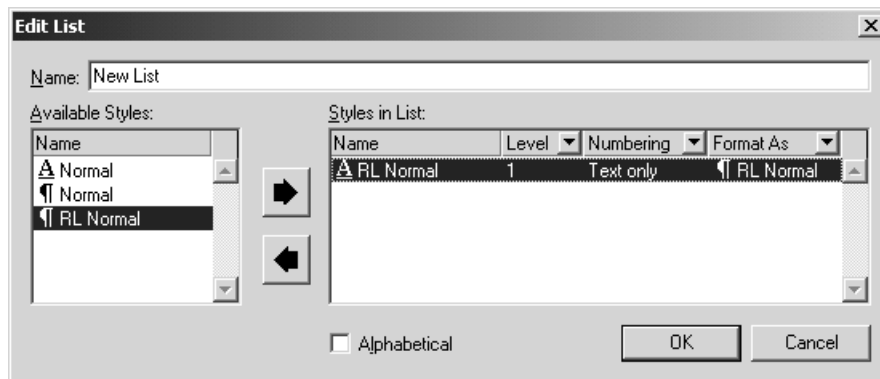 Edit List
Name: New List
Available Styles: Styles in List:
Name Name Level Numbering Format As
A Normal A RL Normal 1 Text only ¶ RL Normal
¶ Normal
¶ RL Normal
Alphabetical OK Cancel